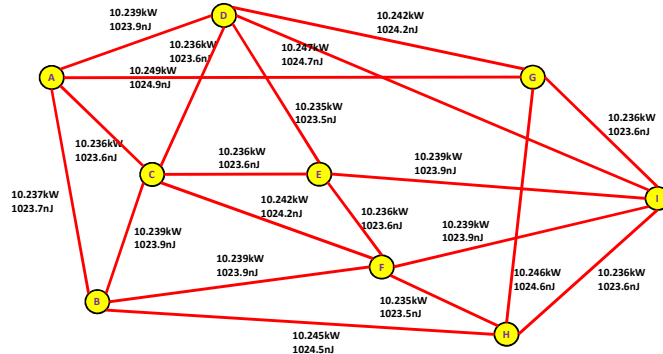 10.239kW
1023.9nJ
D
10.242kW
1024.2nJ
10.236kW
1023.6nJ
10.247kW
1024.7nJ
A
10.249kW
1024.9nJ
G
10.235kW
1023.5nJ
10.236kW
1023.6nJ
10.236kW
1023.6nJ
10.236kW
1023.6nJ
10.239kW
1023.9nJ
C
E
10.237kW
1023.7nJ
I
10.242kW
1024.2nJ
10.236kW
1023.6nJ
10.239kW
1023.9nJ
10.239kW
1023.9nJ
10.239kW
1023.9nJ
F
10.246kW
1024.6nJ
10.236kW
1023.6nJ
B
10.235kW
1023.5nJ
H
10.245kW
1024.5nJ